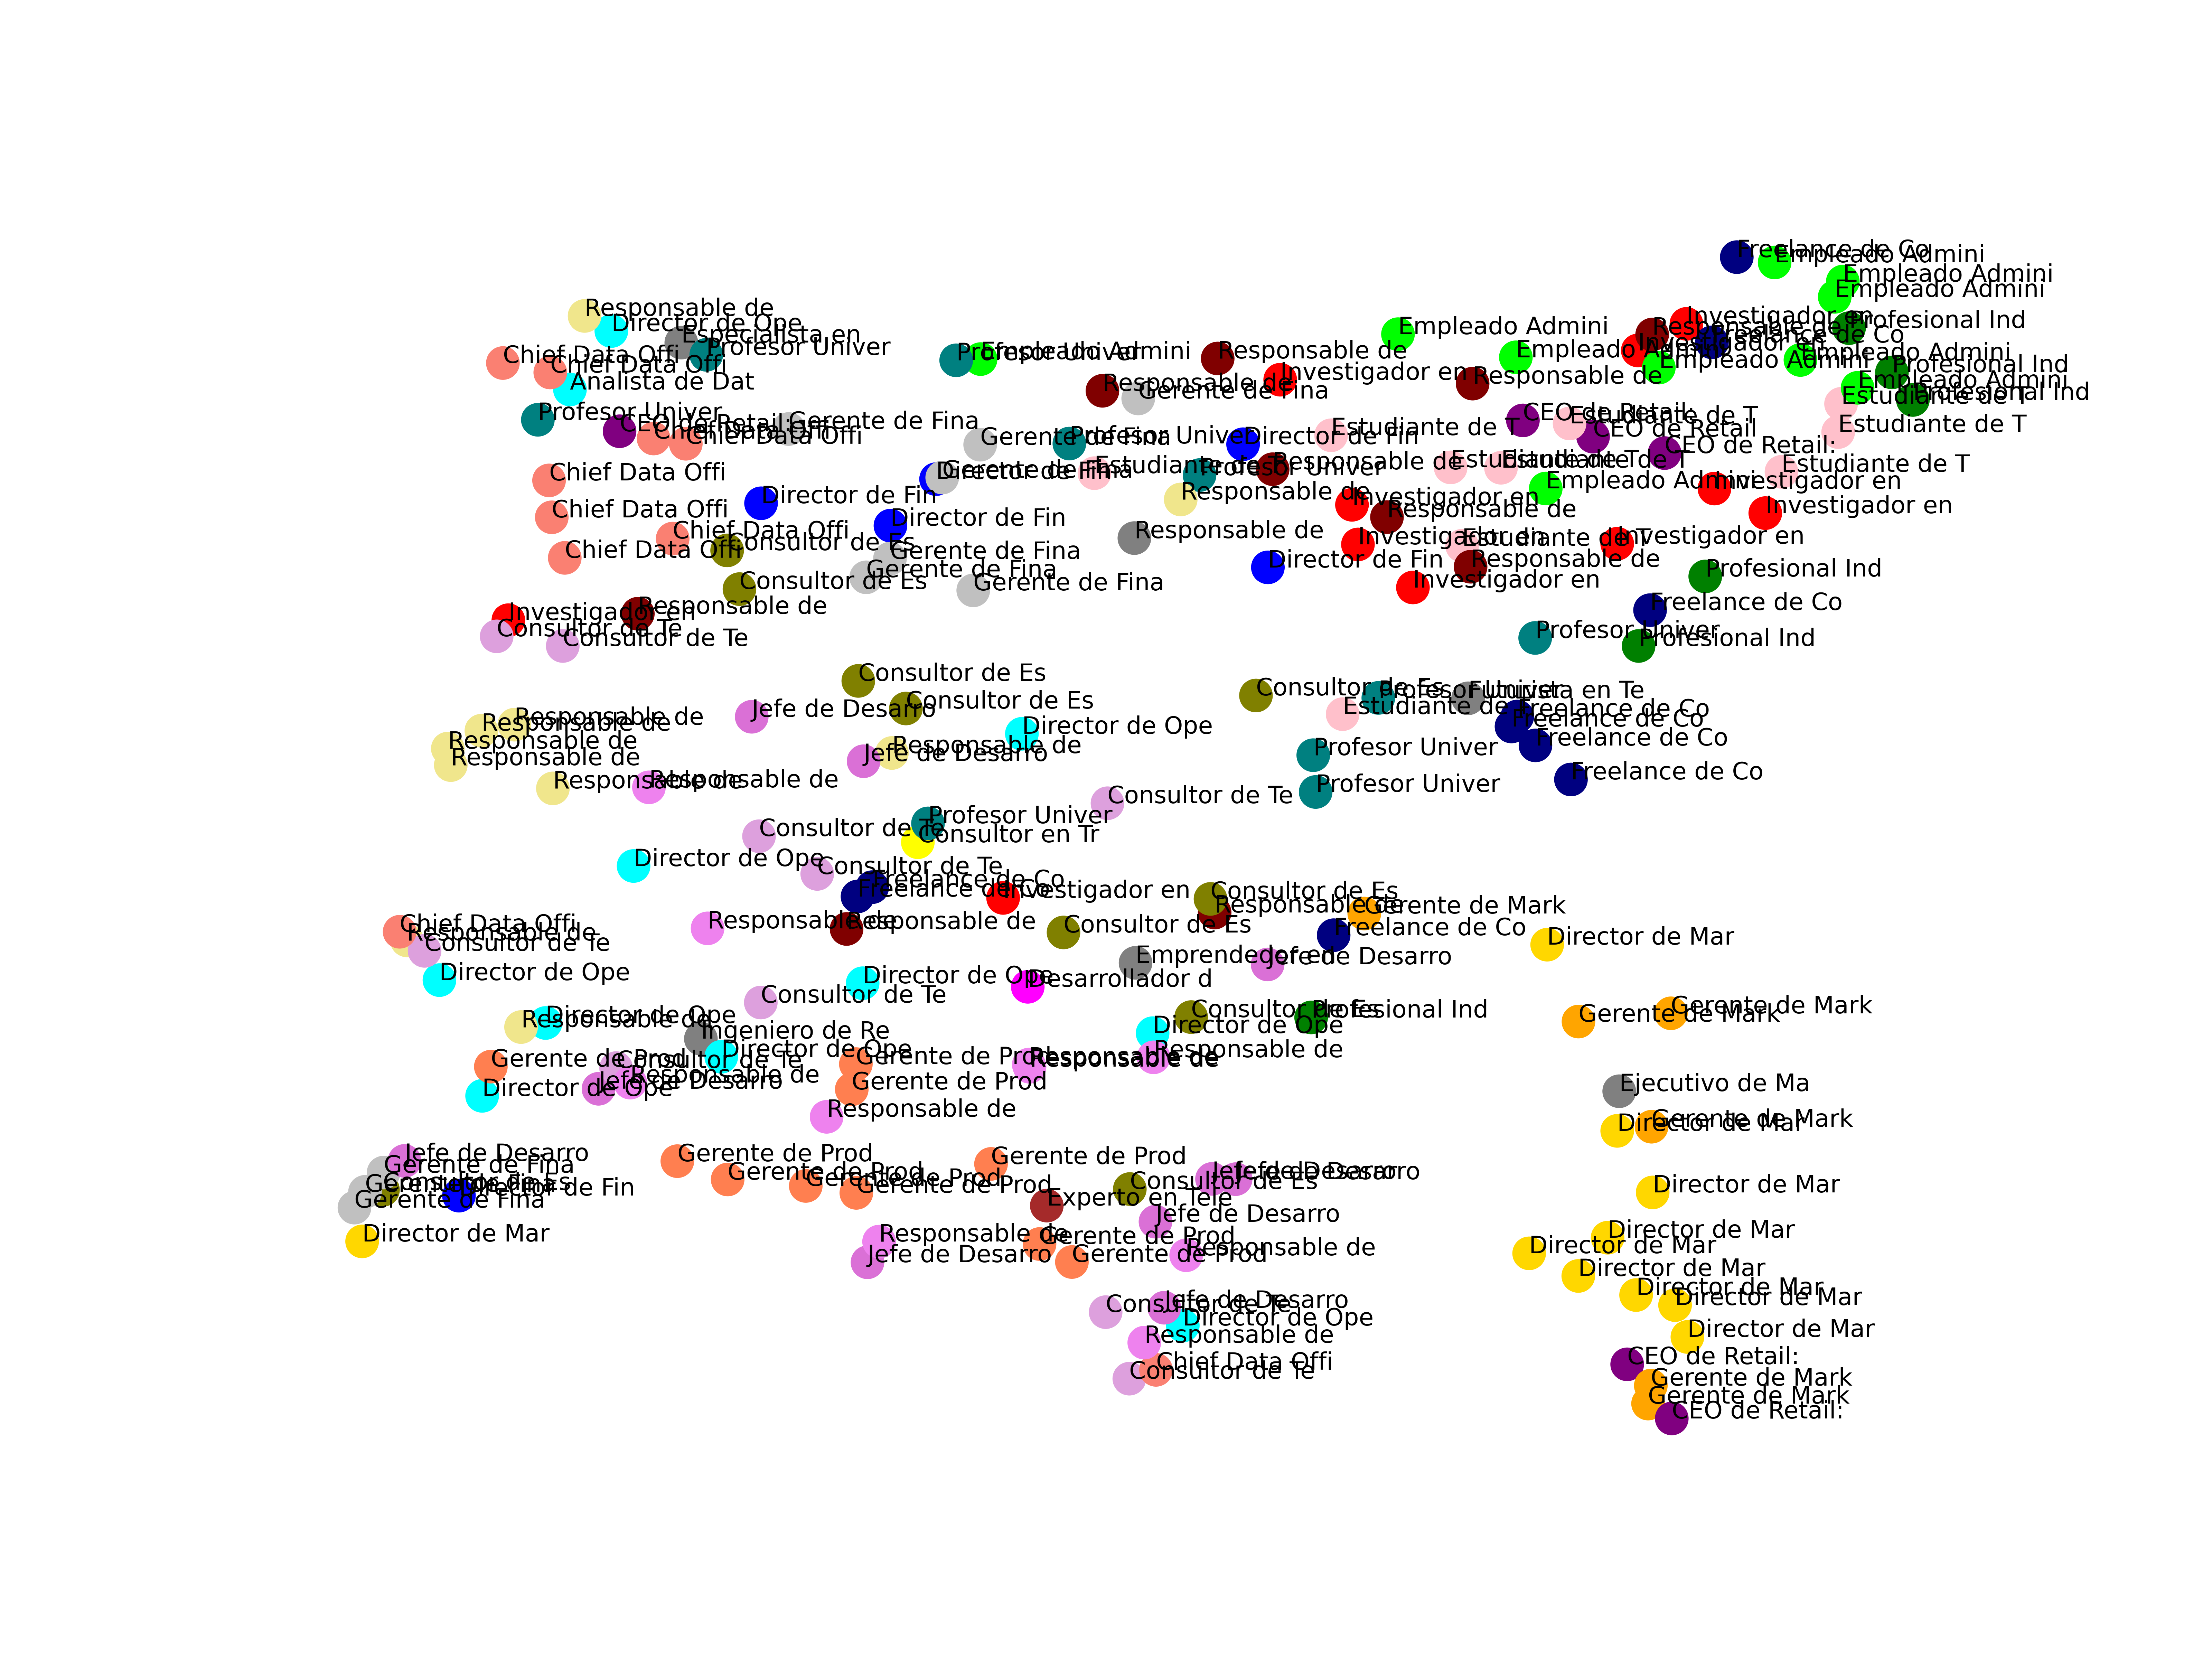 Freelance de Co
Empleado Admini
Empleado Admini
Empleado Admini
Responsable de
Director de Ope
Especialista en
Profesor Univer
Chief Data Offi
Chief Data Offi
Analista de Dat
Profesor Univer
Empleado Admini
Responsable de
Investigador en
Responsable de
Gerente de Fina
Empleado Admini
Empleado Admini
Responsable de
Investigador en
Responsable de
Investigador en
Freelance de Co
Profesional Ind
Empleado Admini
Empleado Admini
Profesional Ind
Empleado Admini
Profesional Ind
Estudiante de T
Estudiante de T
Profesor Univer
CEO de Retail:
Chief Data Offi
Chief Data Offi
Gerente de Fina
Gerente de Fina
Profesor Univer
Director de Fin
Estudiante de T
CEO de Retail:
Estudiante de T
CEO de Retail
CEO de Retail:
Chief Data Offi
Director de Fin
Gerente de Fina
Estudiante de T
Profesor Univer
Responsable de
Estudiante de T
Estudiante de T
Estudiante de T
Empleado Admini
Investigador en
Director de Fin
Responsable de
Investigador en
Responsable de
Investigador en
Chief Data Offi
Director de Fin
Chief Data Offi
Consultor de Es
Responsable de
Investigador en
Estudiante de T
Investigador en
Chief Data Offi
Gerente de Fina
Gerente de Fina
Director de Fin
Responsable de
Profesional Ind
Consultor de Es
Gerente de Fina
Investigador en
Freelance de Co
Investigador en
Responsable de
Consultor de Te
Consultor de Te
Profesor Univer
Profesional Ind
Consultor de Es
Consultor de Es
Consultor de Es
Profesor Univer
Futurista en Te
Responsable de
Responsable de
Jefe de Desarro
Estudiante de T
Freelance de Co
Freelance de Co
Director de Ope
Freelance de Co
Responsable de
Responsable de
Responsable de
Jefe de Desarro
Profesor Univer
Freelance de Co
Responsable de
Responsable de
Profesor Univer
Consultor de Te
Profesor Univer
Consultor de Te
Consultor en Tr
Director de Ope
Consultor de Te
Freelance de Co
Freelance de Co
Investigador en
Consultor de Es
Responsable de
Gerente de Mark
Chief Data Offi
Responsable de
Consultor de Te
Responsable de
Responsable de
Consultor de Es
Freelance de Co
Director de Mar
Emprendedor en
Jefe de Desarro
Director de Ope
Director de Ope
Desarrollador d
Consultor de Te
Director de Ope
Responsable de
Ingeniero de Re
Consultor de Es
Profesional Ind
Director de Ope
Gerente de Mark
Gerente de Mark
Gerente de Prod
Consultor de Te
Director de Ope
Gerente de Prod
Responsable de
Responsable de
Responsable de
Director de Ope
Jefe de Desarro
Responsable de
Gerente de Prod
Ejecutivo de Ma
Responsable de
Director de Mar
Gerente de Mark
Jefe de Desarro
Gerente de Fina
Gerente de Prod
Gerente de Prod
Gerente de Prod
Gerente de Prod
Gerente de Prod
Gerente de Fina
Consultor de Es
Director de Fin
Gerente de Fina
Director de Mar
Jefe de Desarro
Jefe de Desarro
Consultor de Es
Experto en Tele
Jefe de Desarro
Director de Mar
Responsable de
Jefe de Desarro
Gerente de Prod
Gerente de Prod
Responsable de
Director de Mar
Director de Mar
Director de Mar
Director de Mar
Director de Mar
Director de Mar
Consultor de Te
Jefe de Desarro
Director de Ope
Responsable de
Chief Data Offi
Consultor de Te
CEO de Retail:
Gerente de Mark
Gerente de Mark
CEO de Retail: